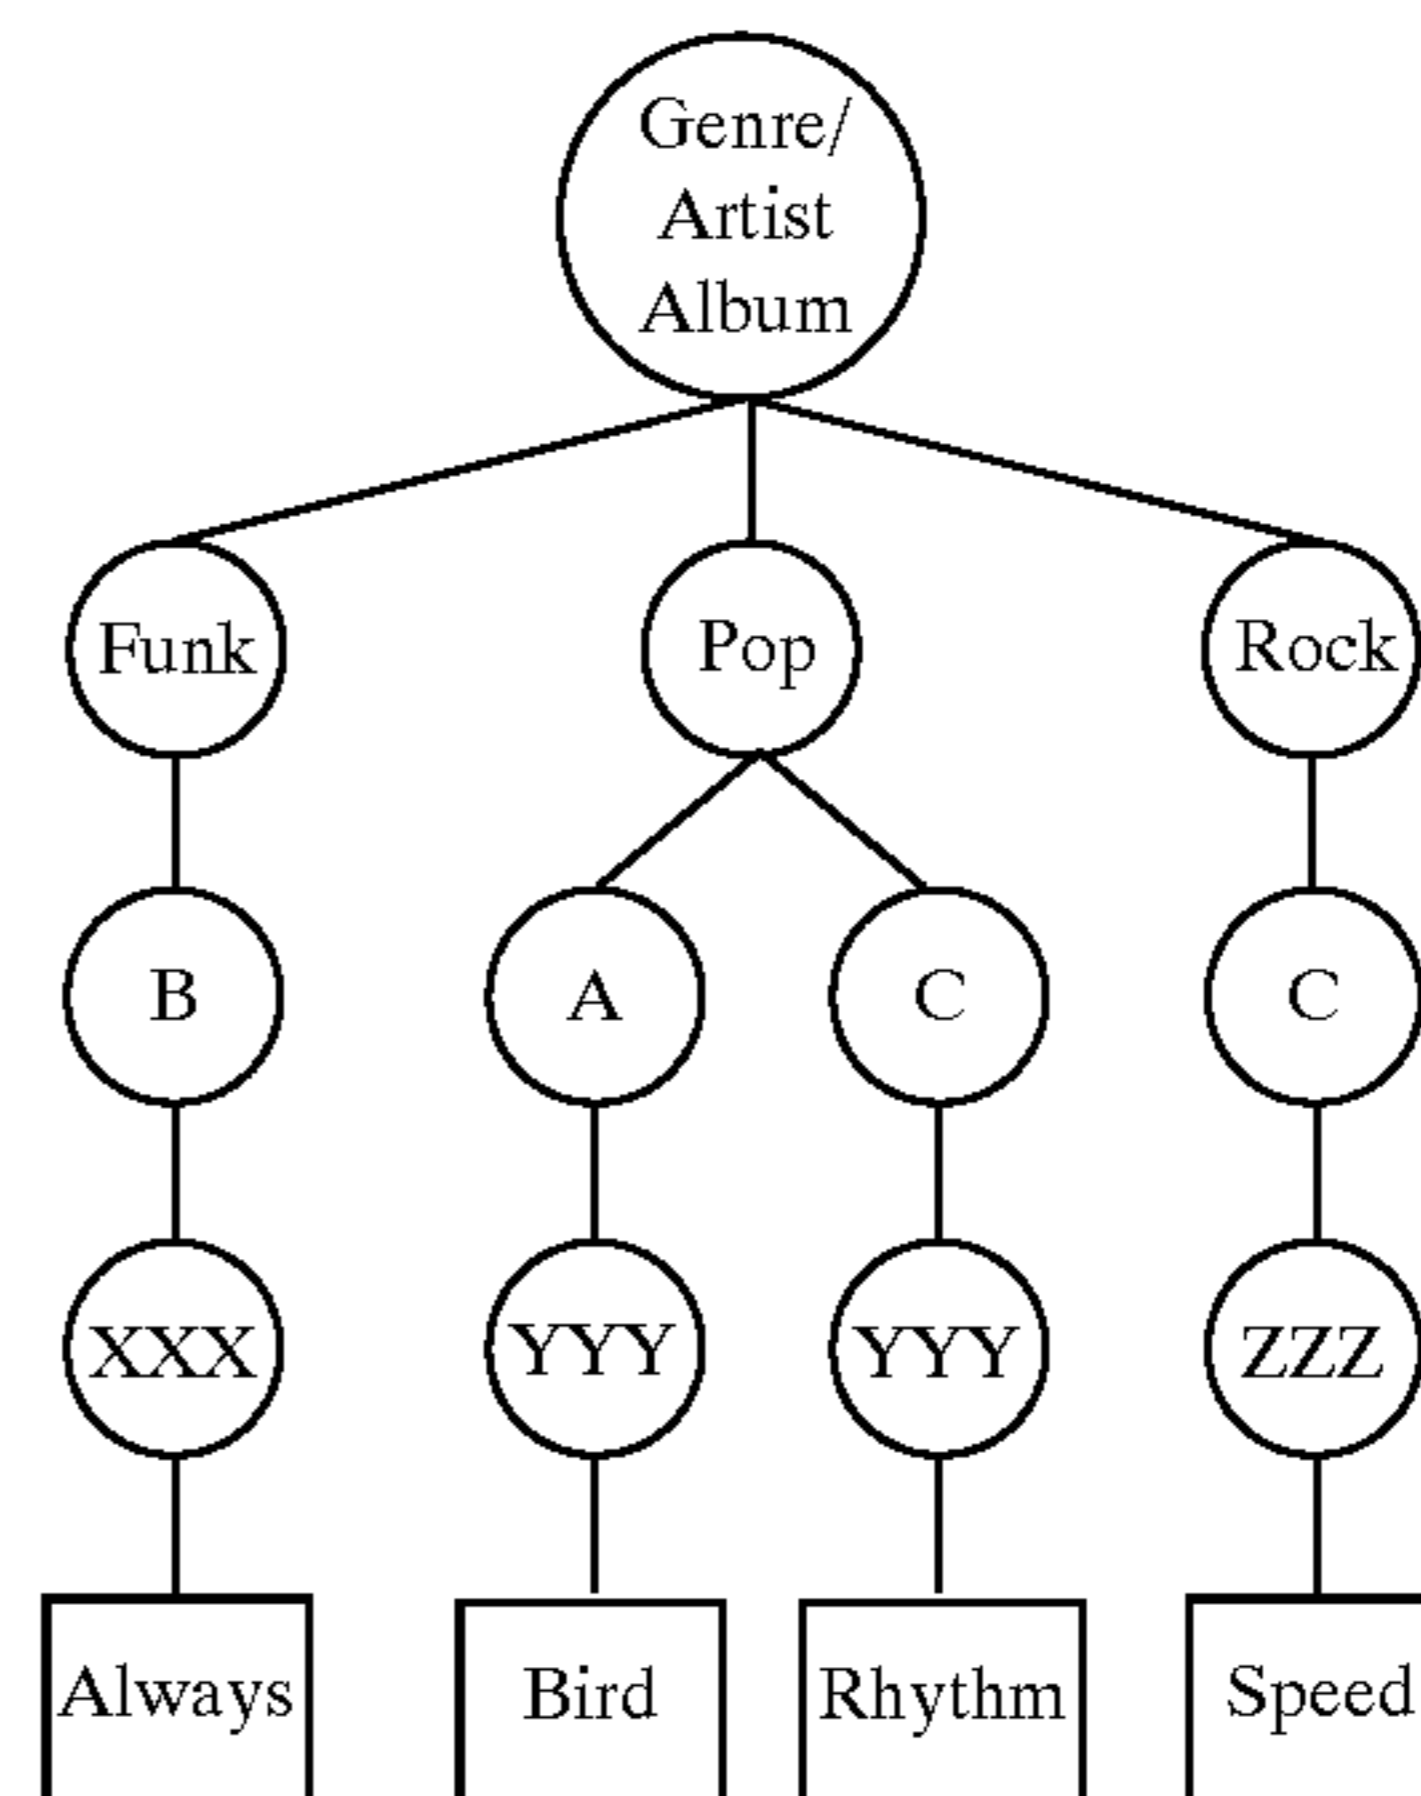 Genre/
Artist
Album
Funk Pop Rock
B A C C
XXX YYY YYY ZZZ
Always Bird Rhythm Speed